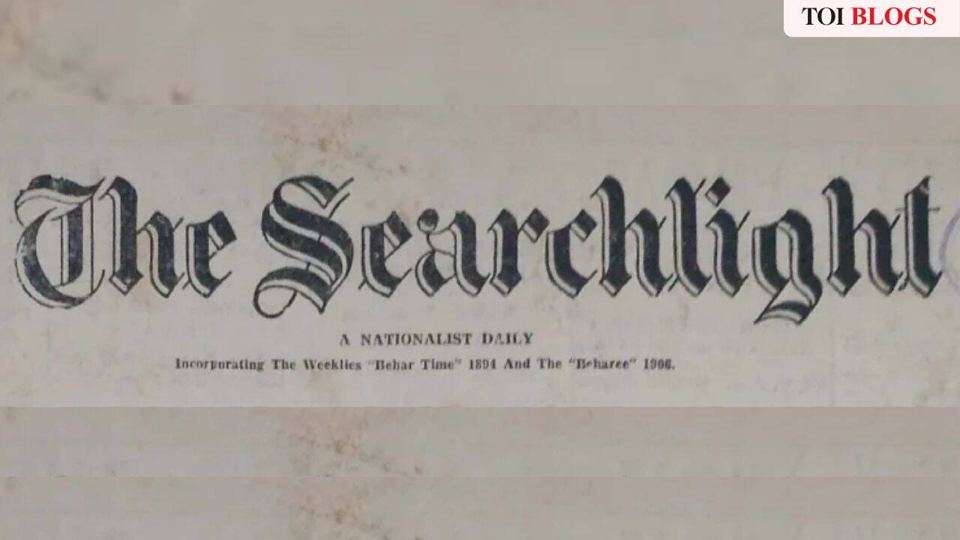 TOI BLOGS
The Searchlight
A NATIONALIST DAILY
Incorporating The Weeklies "Behar Time" 1894 And The "Beharee" 1906.